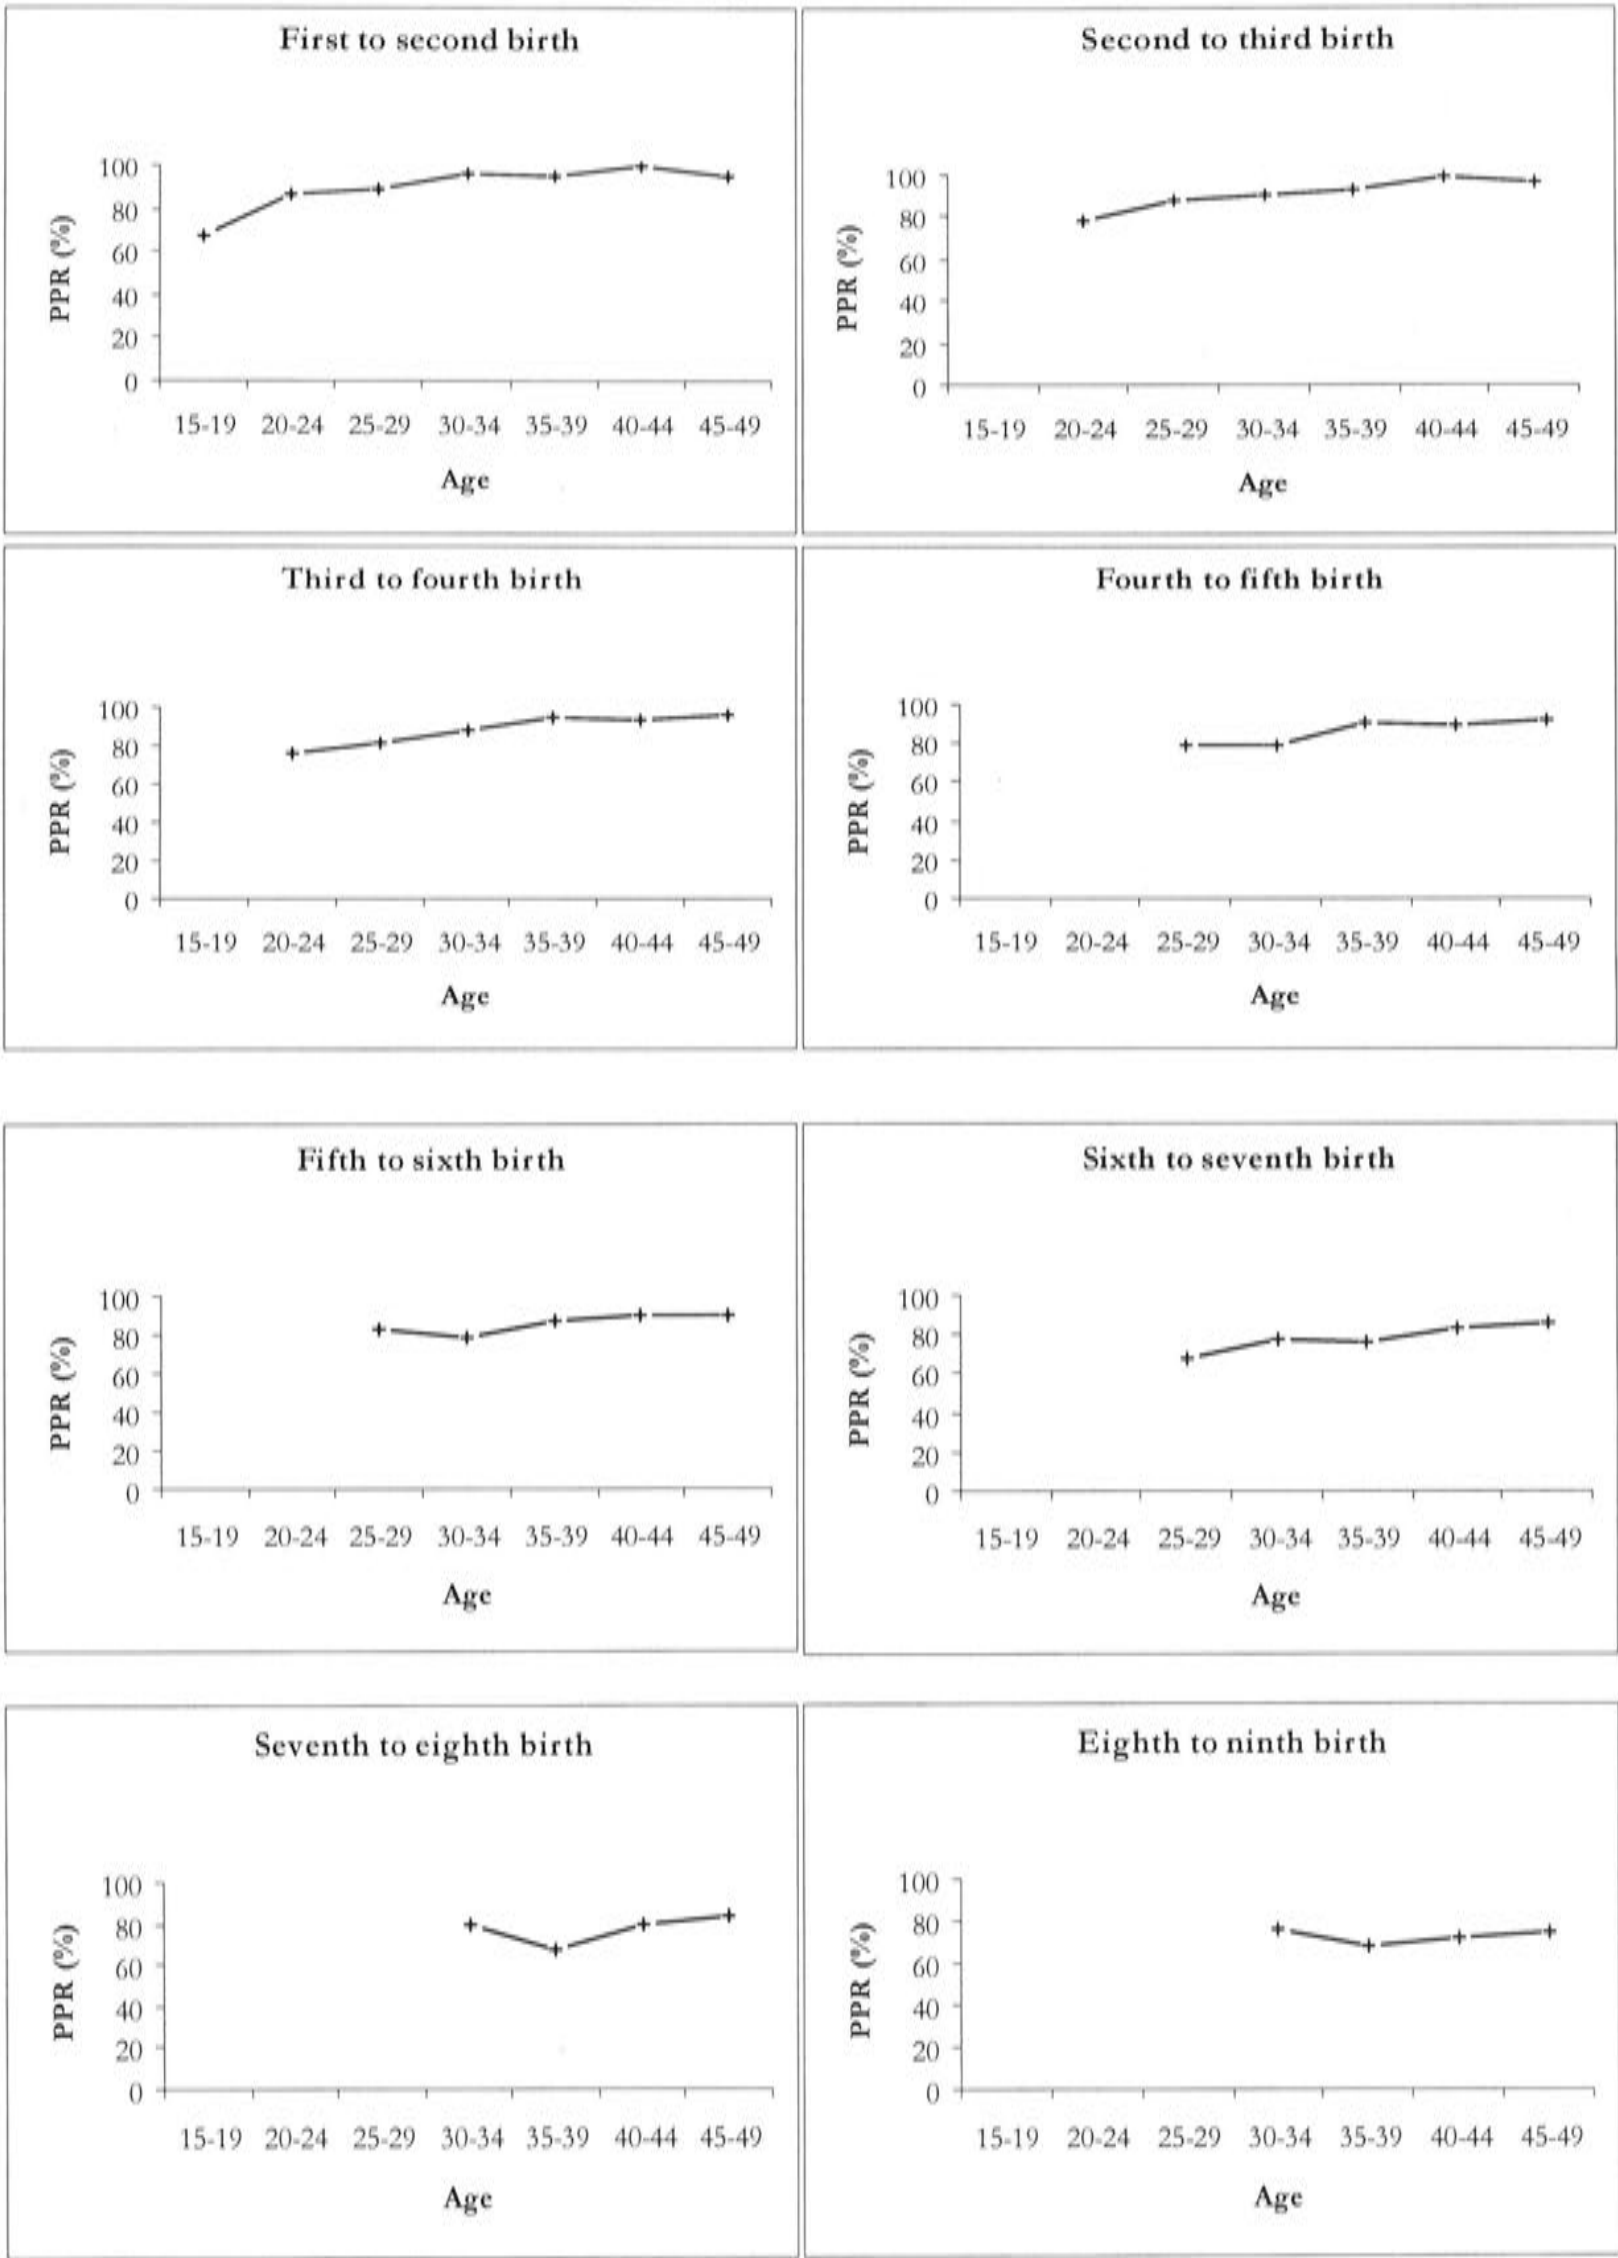 First to second birth
PPR (%)
100
80
60
40
20
0
15-19 20-24 25-29 30-34 35-39 40-44 45-49
Age
Second to third birth
PPR (%)
100
80
60
40
20
0
15-19 20-24 25-29 30-34 35-39 40-44 45-49
Age
Third to fourth birth
PPR (%)
100
80
60
40
20
0
15-19 20-24 25-29 30-34 35-39 40-44 45-49
Age
Fourth to fifth birth
PPR (%)
100
80
60
40
20
0
15-19 20-24 25-29 30-34 35-39 40-44 45-49
Age
Fifth to sixth birth
PPR (%)
100
80
60
40
20
0
15-19 20-24 25-29 30-34 35-39 40-44 45-49
Age
Sixth to seventh birth
PPR (%)
100
80
60
40
20
0
15-19 20-24 25-29 30-34 35-39 40-44 45-49
Age
Seventh to eighth birth
PPR (%)
100
80
60
40
20
0
15-19 20-24 25-29 30-34 35-39 40-44 45-49
Age
Eighth to ninth birth
PPR (%)
100
80
60
40
20
0
15-19 20-24 25-29 30-34 35-39 40-44 45-49
Age